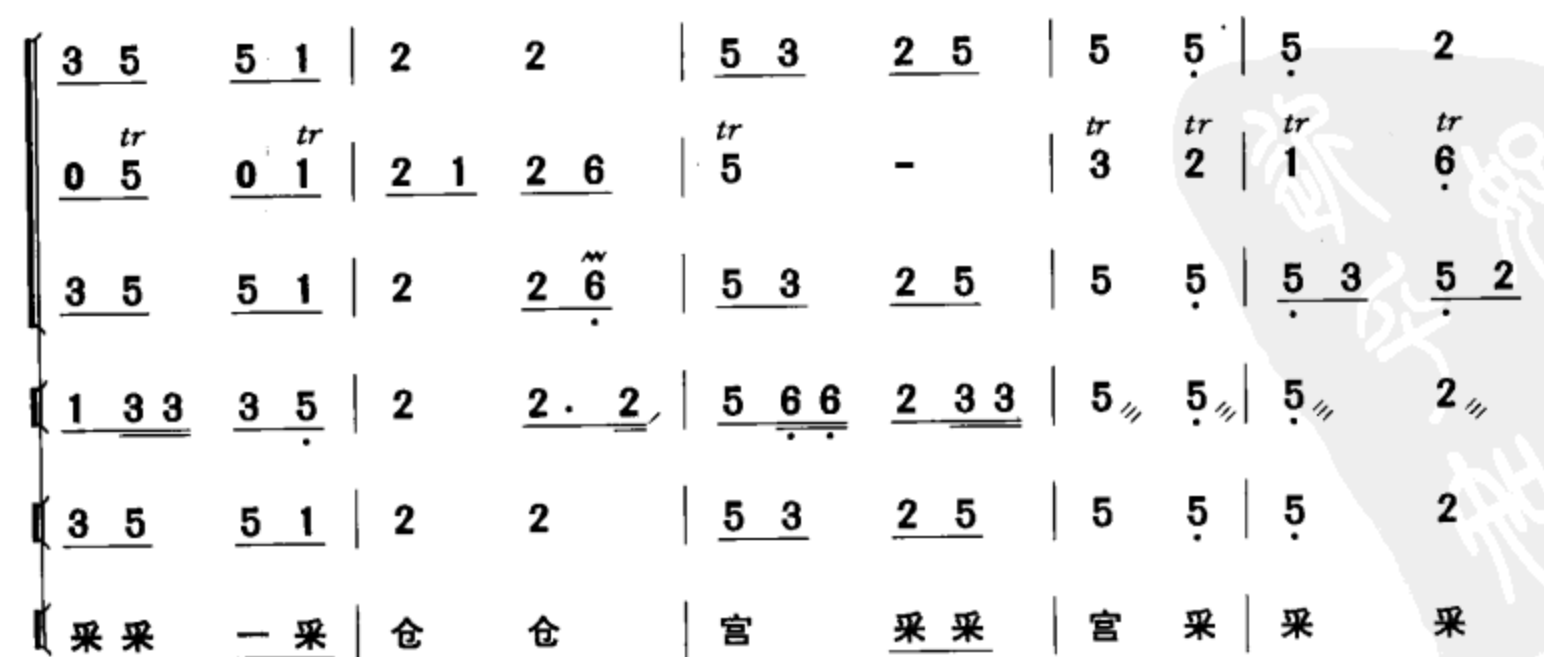 3 5 5 1 | 2 2 | 5 3 2 5 | 5 5 | 5 2
tr tr tr tr tr tr tr
0 5 0 1 | 2 1 2 6 | 5 - | 3 2 | 1 6
3 5 5 1 | 2 2 6 | 5 3 2 5 | 5 5 | 5 3 5 2
1 3 3 3 5 | 2 2 · 2 | 5 6 6 2 3 3 | 5 5 | 5 2
3 5 5 1 | 2 2 | 5 3 2 5 | 5 5 | 5 2
采 采 一 采 | 仓 仓 | 宫 采 采 | 宫 采 | 采 采